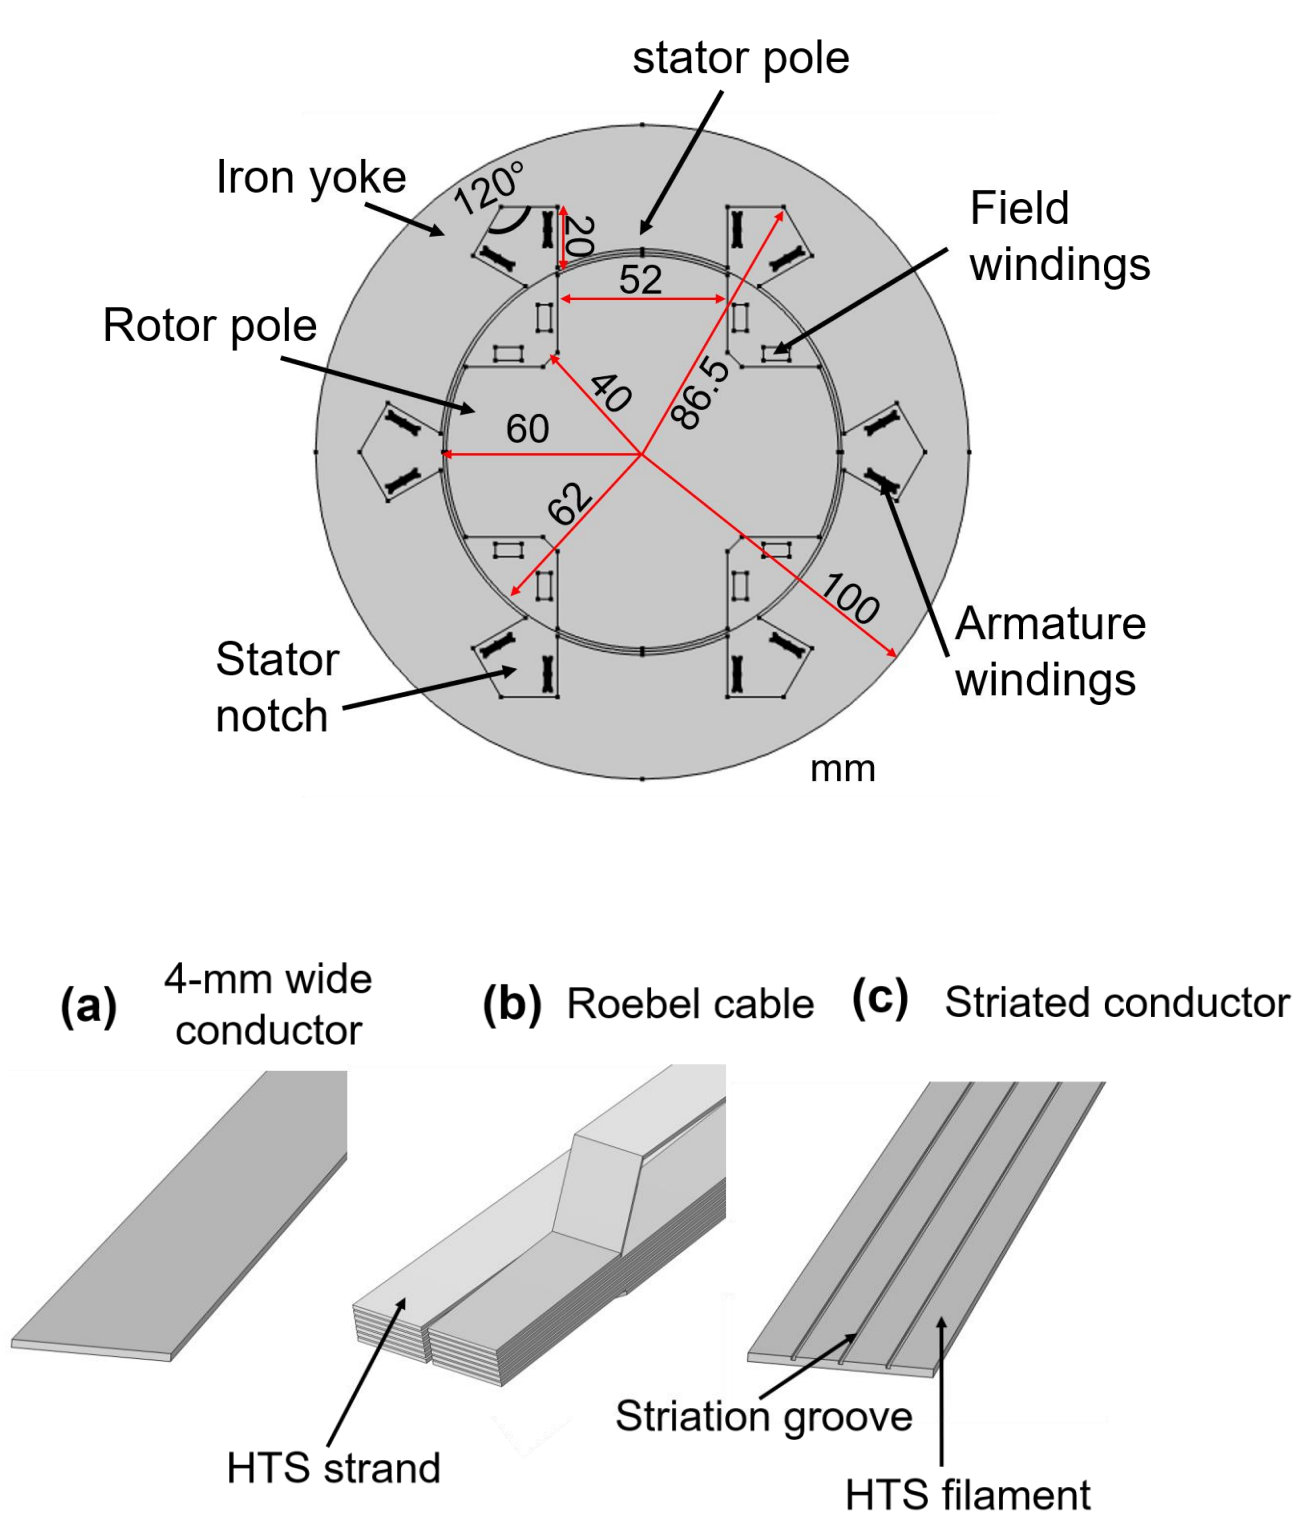 stator pole
Iron yoke
120°
20
Field
windings
52
Rotor pole
40
86.5
60
62
100
Armature
windings
Stator
notch
mm
(a) 4-mm wide
conductor
(b) Roebel cable
(c) Striated conductor
Striation groove
HTS strand
HTS filament